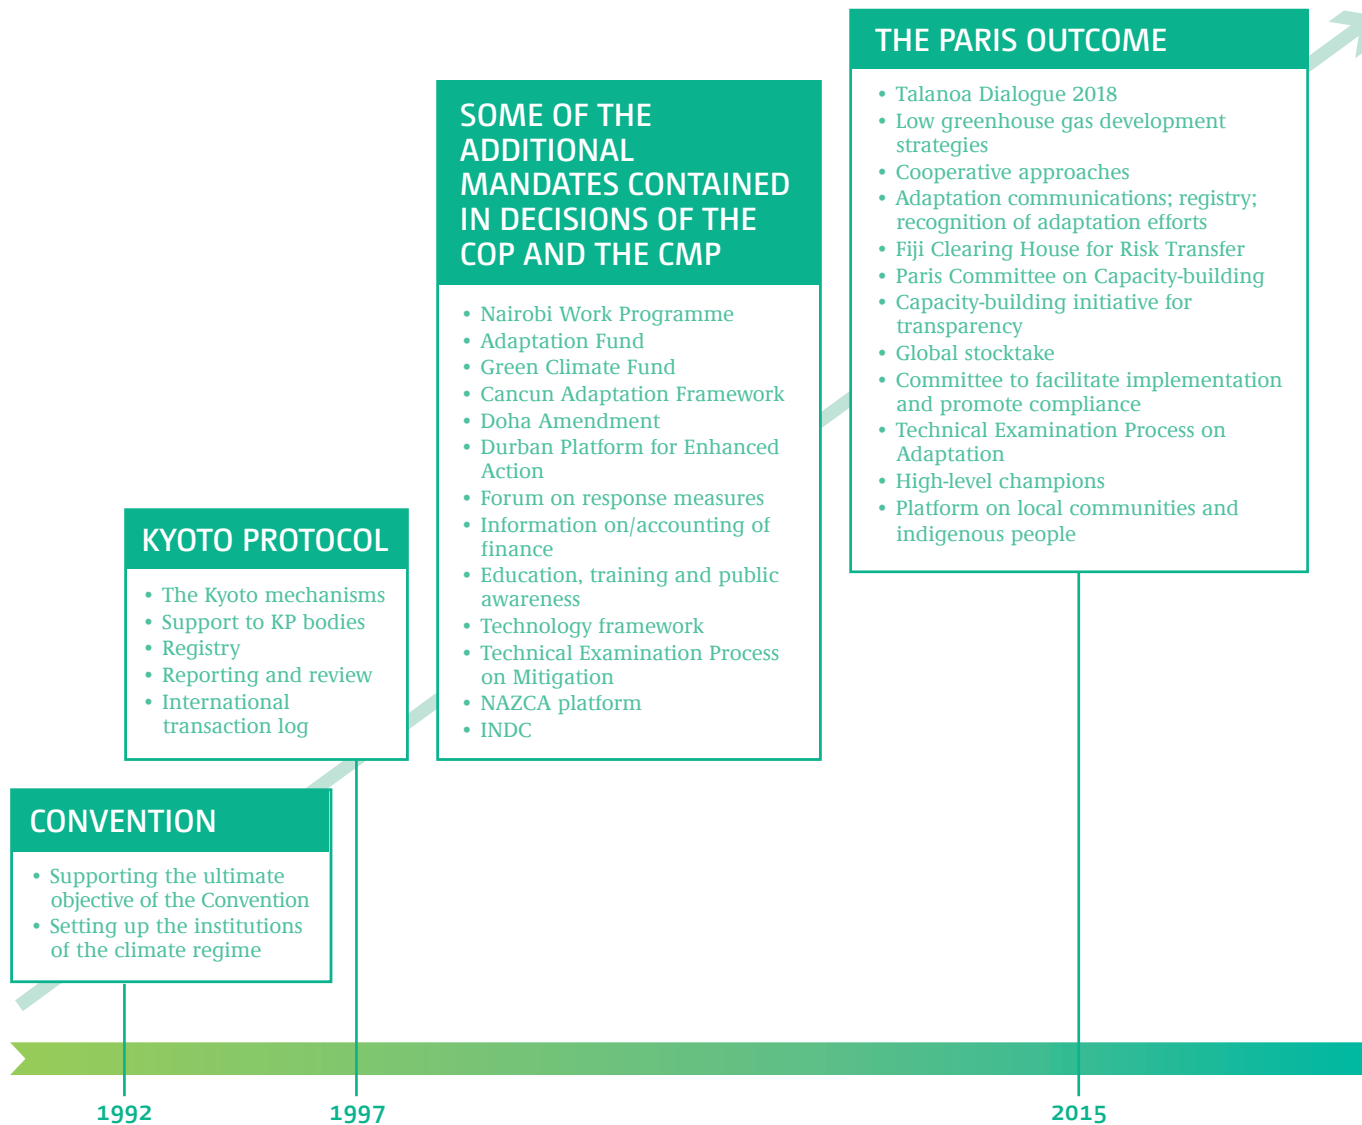 THE PARIS OUTCOME
• Talanoa Dialogue 2018
• Low greenhouse gas development
strategies
• Cooperative approaches
• Adaptation communications; registry;
recognition of adaptation efforts
• Fiji Clearing House for Risk Transfer
• Paris Committee on Capacity-building
• Capacity-building initiative for
transparency
• Global stocktake
• Committee to facilitate implementation
and promote compliance
• Technical Examination Process on
Adaptation
• High-level champions
• Platform on local communities and
indigenous people
SOME OF THE
ADDITIONAL
MANDATES CONTAINED
IN DECISIONS OF THE
COP AND THE CMP
• Nairobi Work Programme
• Adaptation Fund
• Green Climate Fund
• Cancun Adaptation Framework
• Doha Amendment
• Durban Platform for Enhanced
Action
• Forum on response measures
• Information on/accounting of
finance
• Education, training and public
awareness
• Technology framework
• Technical Examination Process
on Mitigation
• NAZCA platform
• INDC
KYOTO PROTOCOL
• The Kyoto mechanisms
• Support to KP bodies
• Registry
• Reporting and review
• International
transaction log
CONVENTION
• Supporting the ultimate
objective of the Convention
• Setting up the institutions
of the climate regime
1992
1997
2015